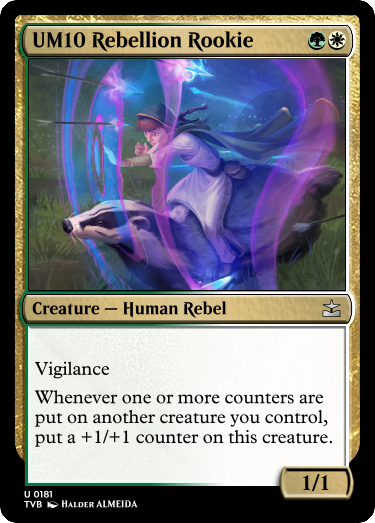 UM10 Rebellion Rookie
Creature — Human Rebel
Vigilance
Whenever one or more counters are
put on another creature you control,
put a +1/+1 counter on this creature.
1/1
U 0181
TVB Halder Almeida